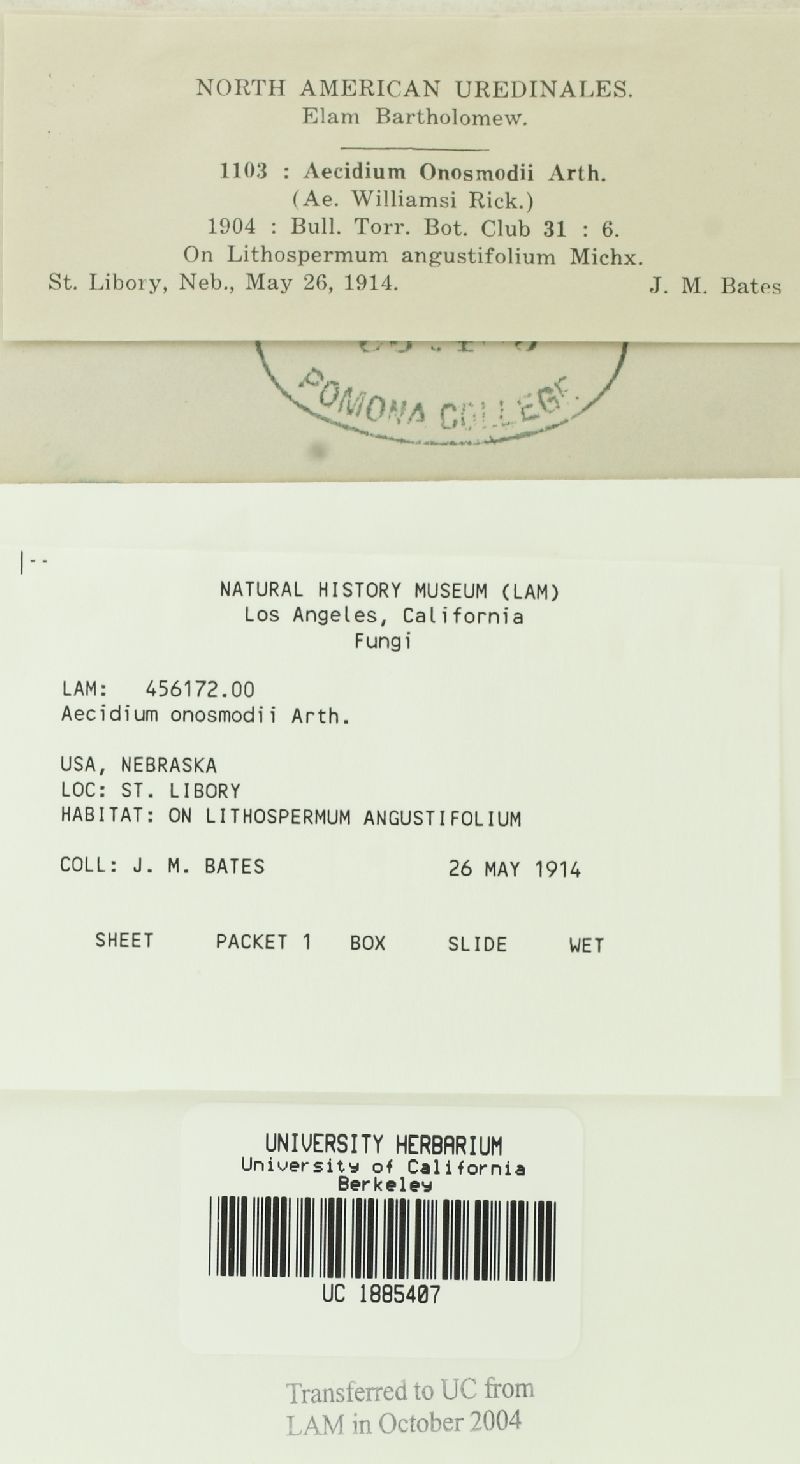 NORTH AMERICAN UREDINALES.
Elam Bartholomew.
1103 : Aecidium Onosmodii Arth.
(Ae. Williamsi Rick.)
1904 : Bull. Torr. Bot. Club 31 : 6.
On Lithospermum angustifolium Michx.
St. Libory, Neb., May 26, 1914. J. M. Bates
POMONA COLLEGE.
NATURAL HISTORY MUSEUM (LAM)
Los Angeles, California
Fungi
LAM: 456172.00
Aecidium onosmodii Arth.
USA, NEBRASKA
LOC: ST. LIBORY
HABITAT: ON LITHOSPERMUM ANGUSTIFOLIUM
COLL: J. M. BATES 26 MAY 1914
SHEET PACKET 1 BOX SLIDE WET
UNIVERSITY HERBARIUM
University of California
Berkeley
UC 1885407
Transferred to UC from
LAM in October 2004